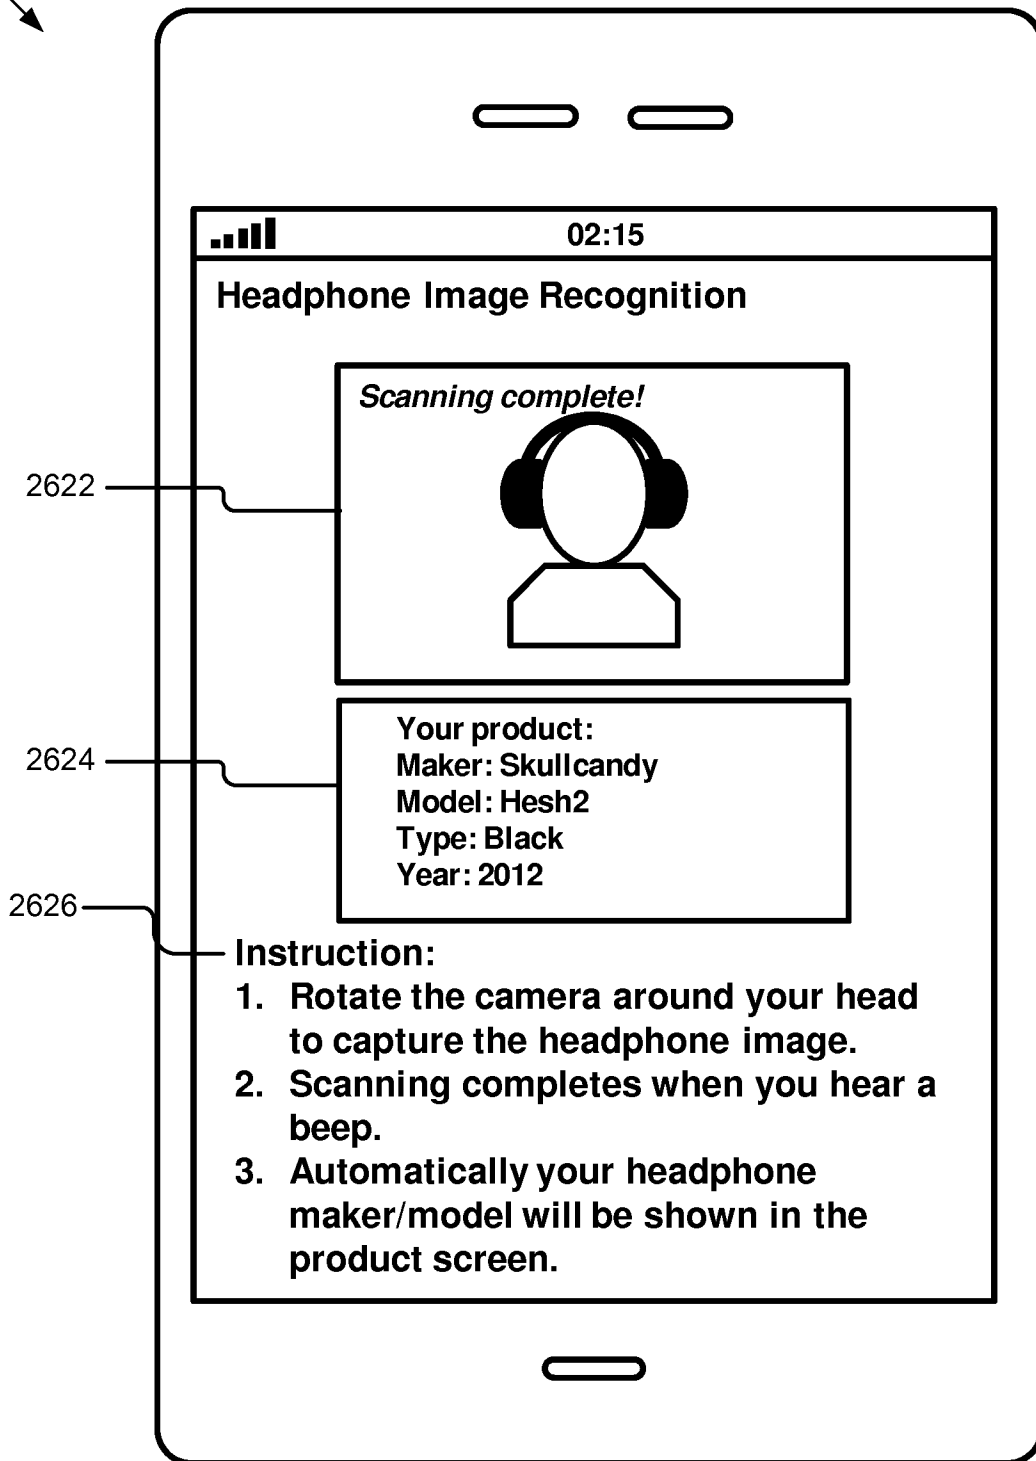 02:15
Headphone Image Recognition
Scanning complete!
2622
Your product:
2624
Maker: Skullcandy
Model: Hesh2
Type: Black
Year: 2012
2626
Instruction:
1. Rotate the camera around your head
to capture the headphone image.
2. Scanning completes when you hear a
beep.
3. Automatically your headphone
maker/model will be shown in the
product screen.